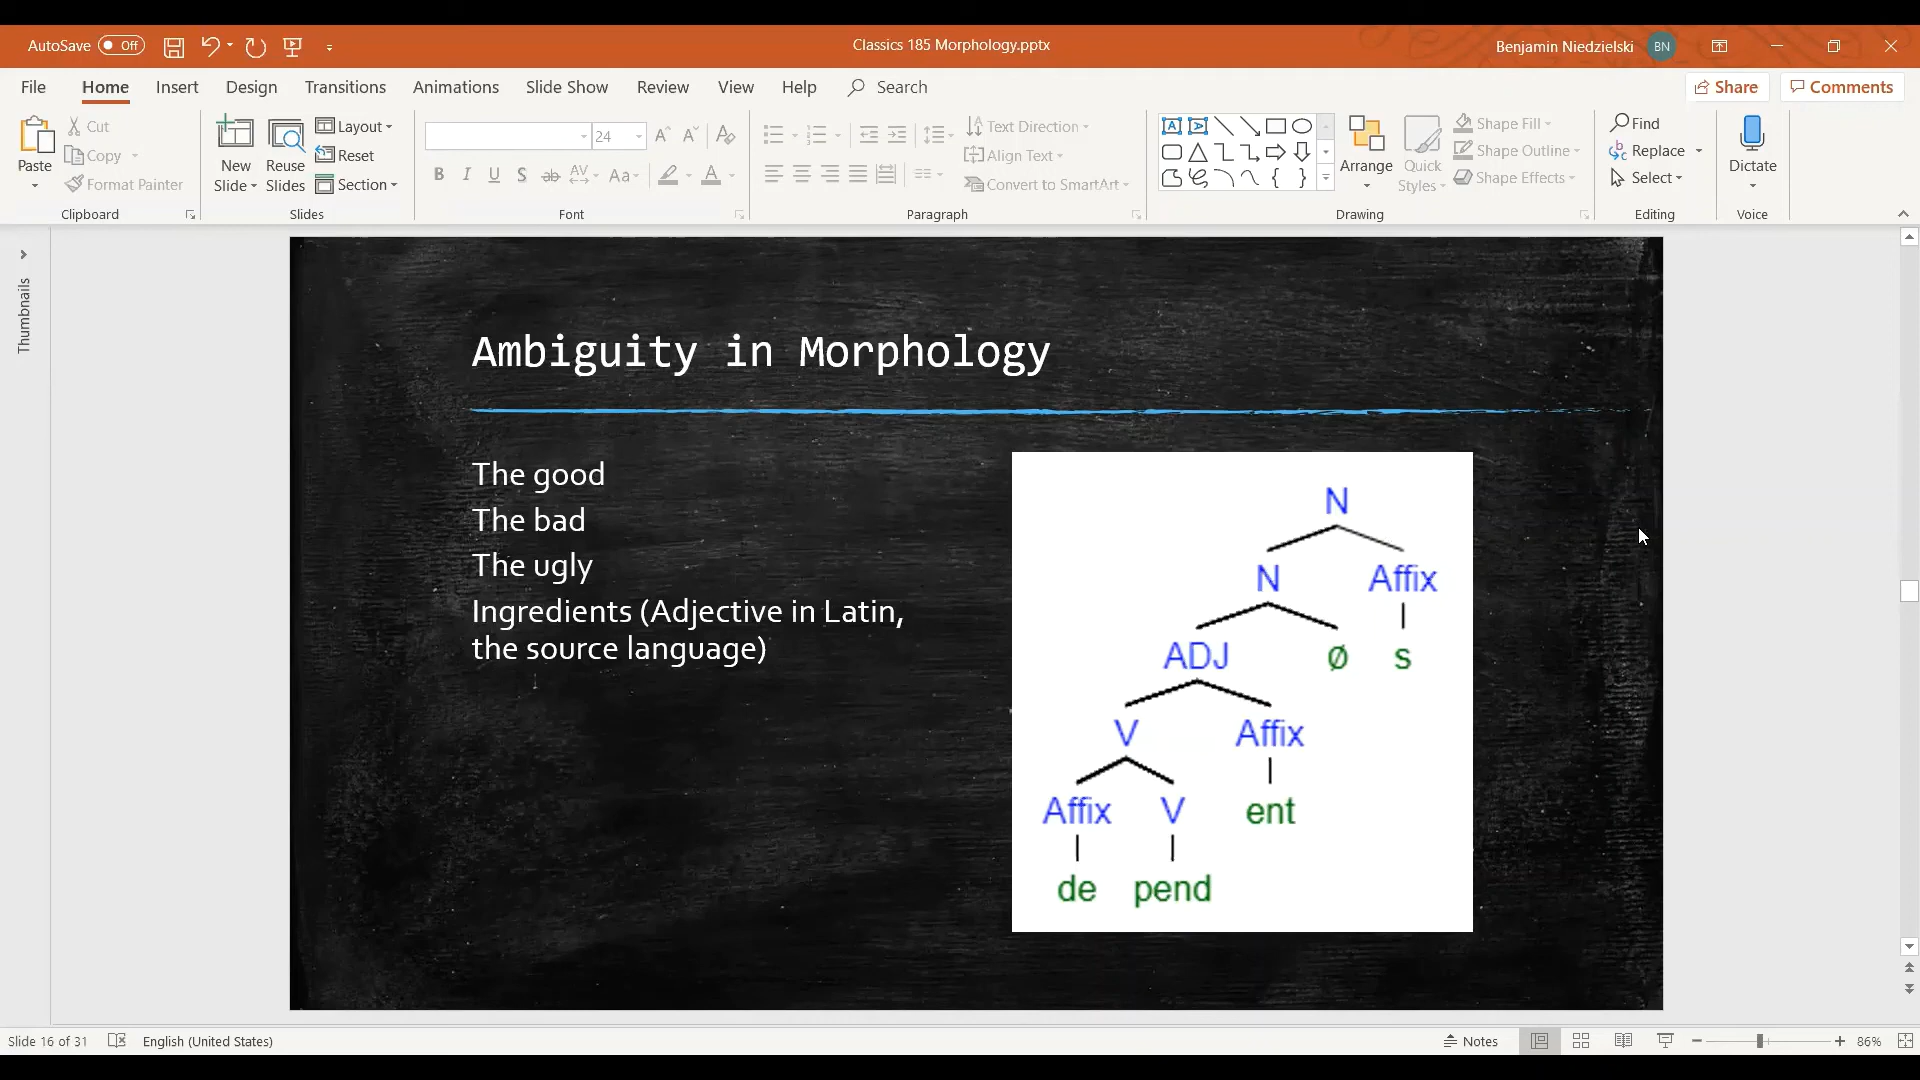 AutoSave Off
Classics 185 Morphology.pptx
Benjamin Niedzielski BN
File Home Insert Design Transitions Animations Slide Show Review View Help Search
Share Comments
Paste
Cut
Copy
Format Painter
Clipboard
New Slide
Reuse Slides
Layout
Reset
Section
Slides
24
Font
Text Direction
Align Text
Convert to SmartArt
Paragraph
Arrange
Quick Styles
Shape Fill
Shape Outline
Shape Effects
Drawing
Find
Replace
Select
Editing
Dictate
Voice
Thumbnails
Ambiguity in Morphology
The good
The bad
The ugly
Ingredients (Adjective in Latin,
the source language)
N
N Affix
ADJ ø s
V Affix
Affix V ent
de pend
Slide 16 of 31 English (United States)
Notes 86%